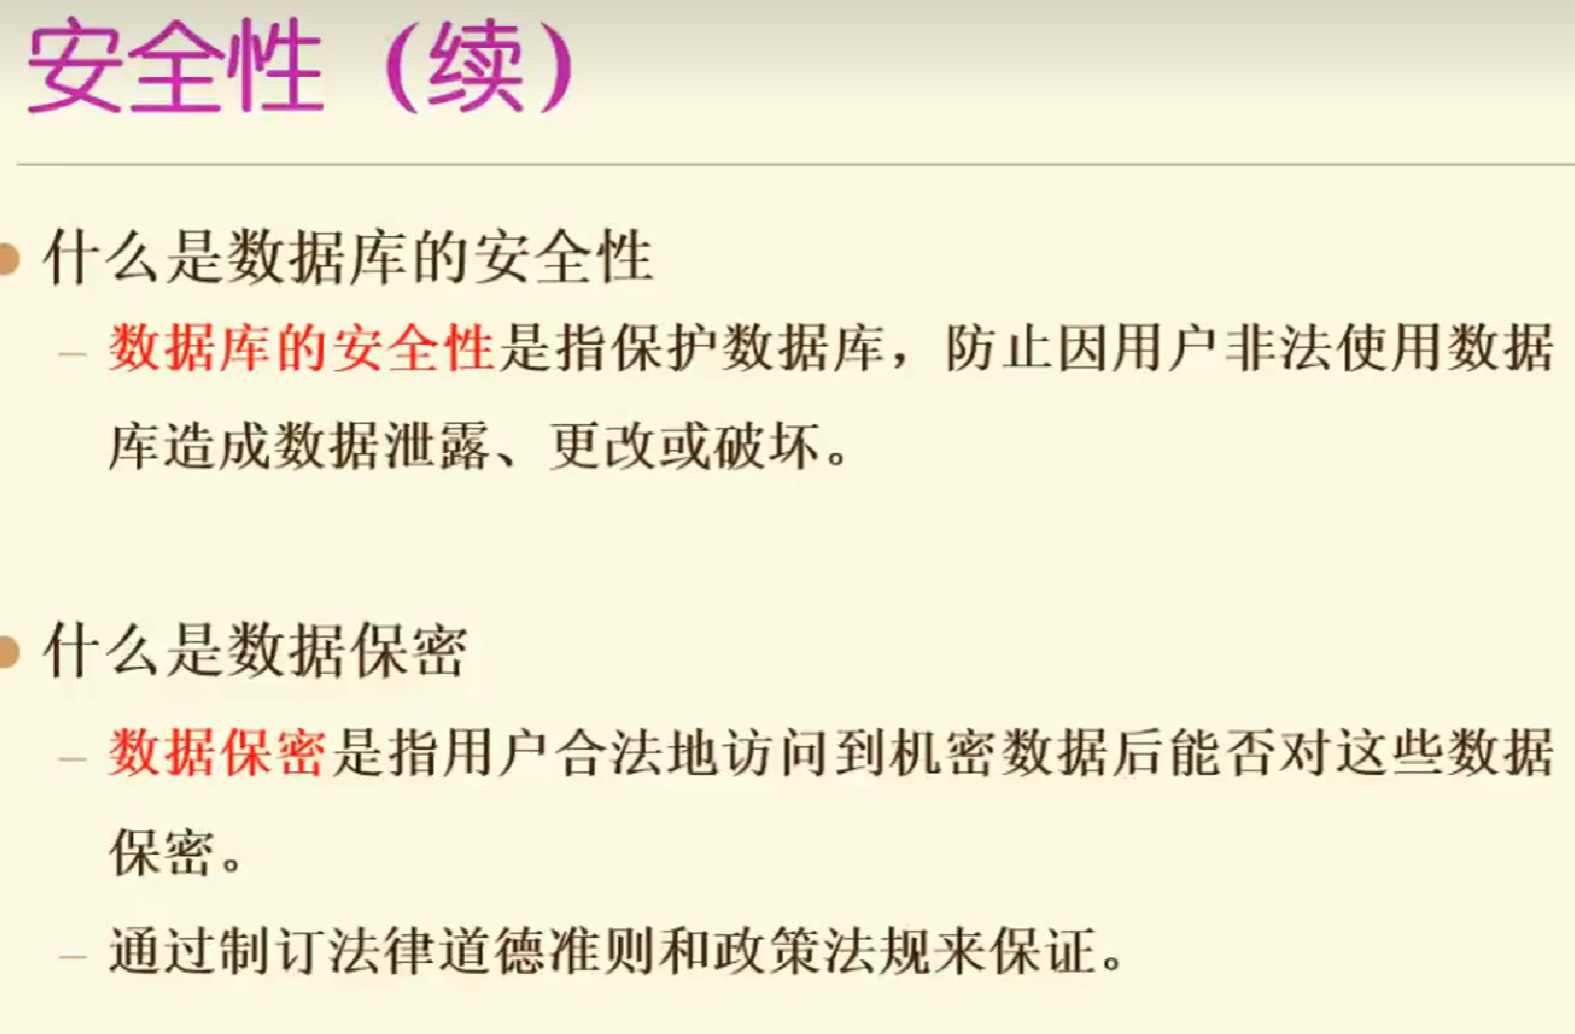 安全性（续）
什么是数据库的安全性
– 数据库的安全性是指保护数据库，防止因用户非法使用数据
库造成数据泄露、更改或破坏。
什么是数据保密
– 数据保密是指用户合法地访问到机密数据后能否对这些数据
保密。
– 通过制订法律道德准则和政策法规来保证。